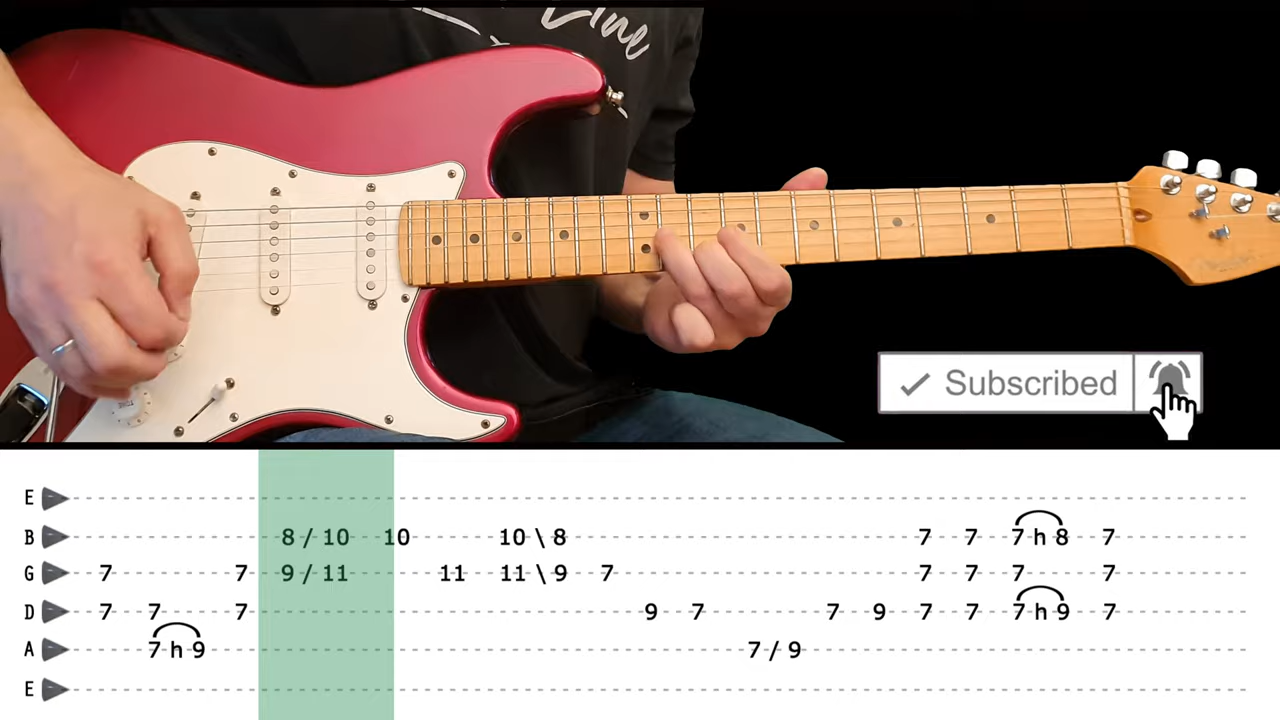 Line
Subscribed
E
B 8 / 10 10 10 \ 8 7 7 7 h 8 7
G 7 7 9 / 11 11 11 \ 9 7 7 7 7 7
D 7 7 7 9 7 7 9 7 7 7 h 9 7
A 7 h 9 7 / 9
E